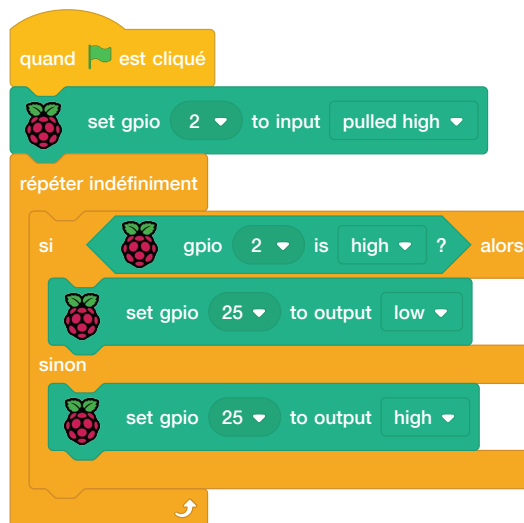 quand est cliqué
set gpio 2 to input pulled high
répéter indéfiniment
si gpio 2 is high ? alors
set gpio 25 to output low
sinon
set gpio 25 to output high